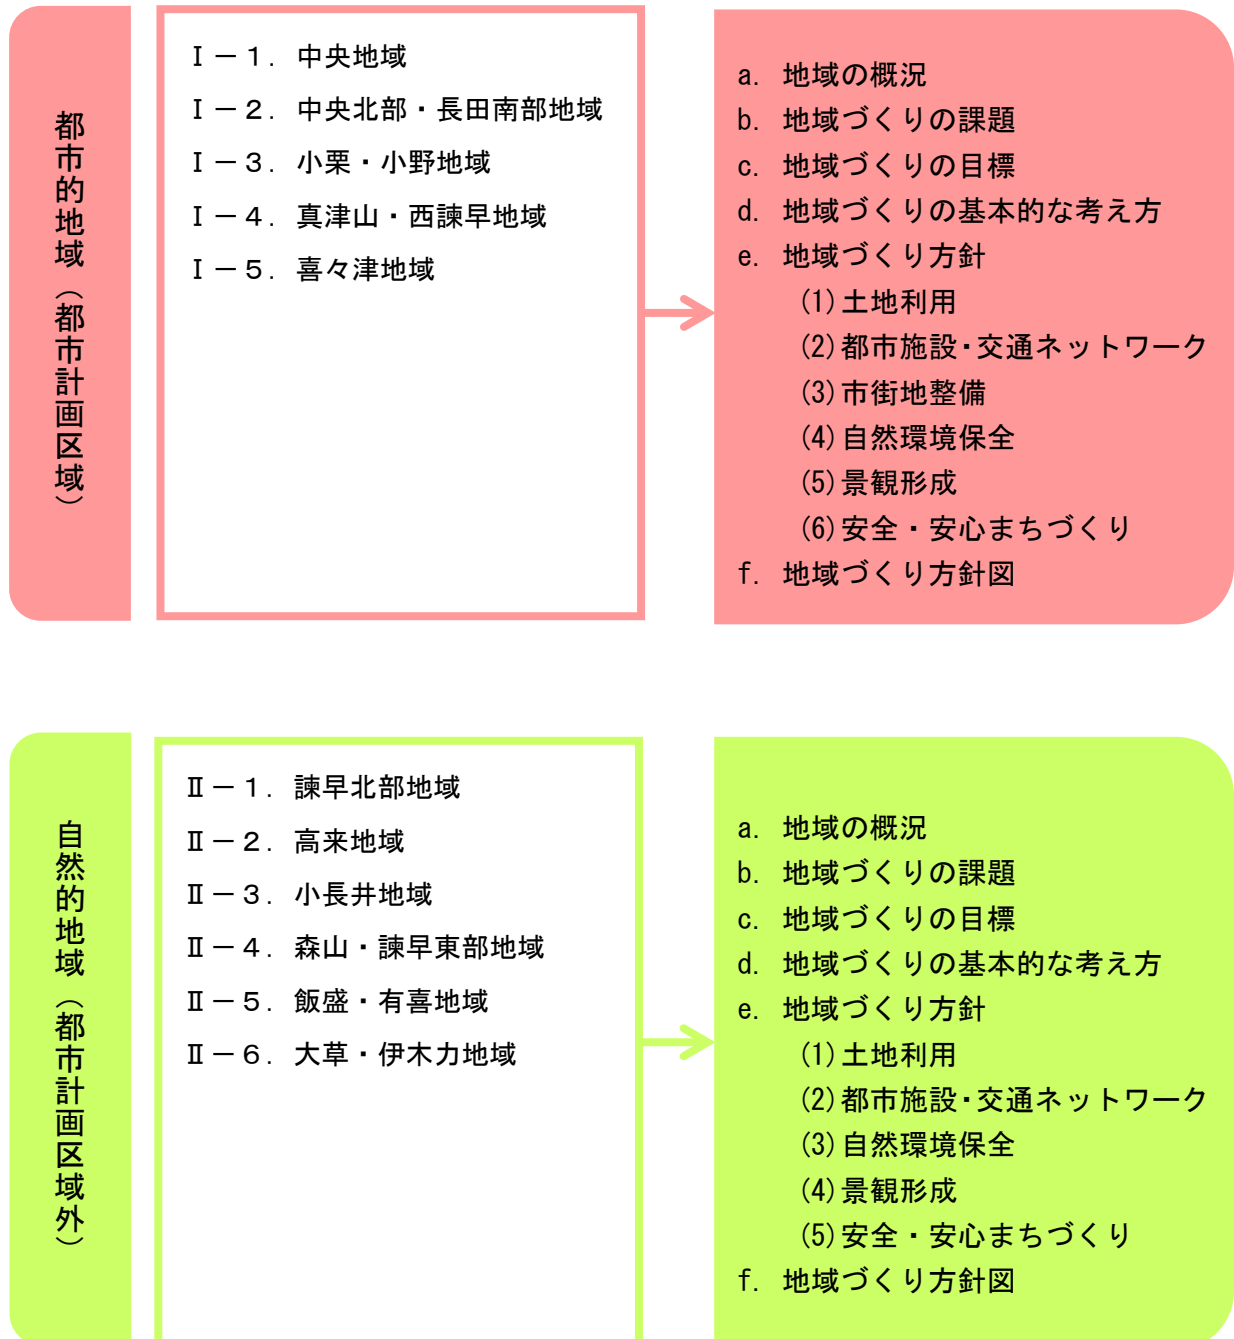 都市的地域（都市計画区域）
Ⅰ－１．中央地域
Ⅰ－２．中央北部・長田南部地域
Ⅰ－３．小栗・小野地域
Ⅰ－４．真津山・西諫早地域
Ⅰ－５．喜々津地域
a. 地域の概況
b. 地域づくりの課題
c. 地域づくりの目標
d. 地域づくりの基本的な考え方
e. 地域づくり方針
(1)土地利用
(2)都市施設・交通ネットワーク
(3)市街地整備
(4)自然環境保全
(5)景観形成
(6)安全・安心まちづくり
f. 地域づくり方針図
自然的地域（都市計画区域外）
Ⅱ－１．諫早北部地域
Ⅱ－２．高来地域
Ⅱ－３．小長井地域
Ⅱ－４．森山・諫早東部地域
Ⅱ－５．飯盛・有喜地域
Ⅱ－６．大草・伊木力地域
a. 地域の概況
b. 地域づくりの課題
c. 地域づくりの目標
d. 地域づくりの基本的な考え方
e. 地域づくり方針
(1)土地利用
(2)都市施設・交通ネットワーク
(3)自然環境保全
(4)景観形成
(5)安全・安心まちづくり
f. 地域づくり方針図